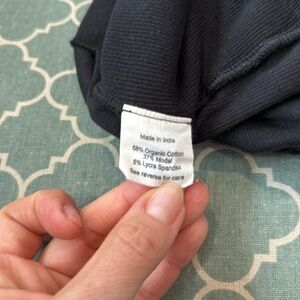 Made in India
58% Organic Cotton
37% Modal
5% Lycra Spandex
See reverse for care